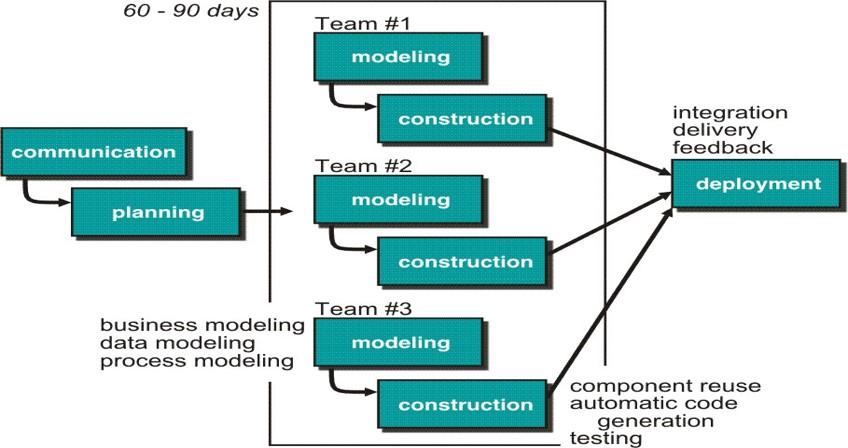 60 - 90 days
Team #1
modeling
construction
communication
planning
Team #2
modeling
construction
integration
delivery
feedback
deployment
Team #3
modeling
construction
business modeling
data modeling
process modeling
component reuse
automatic code
generation
testing